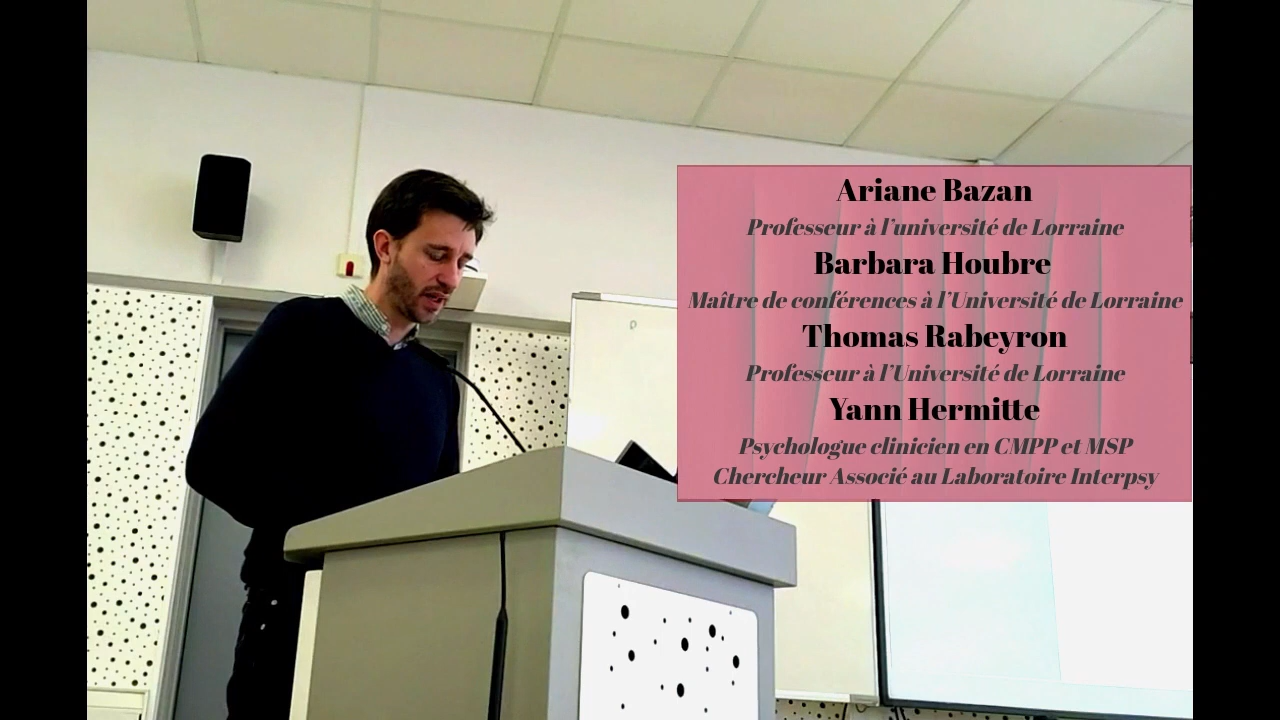 Ariane Bazan
Professeur à l'université de Lorraine
Barbara Houbre
Maître de conférences à l'Université de Lorraine
Thomas Rabeyron
Professeur à l'Université de Lorraine
Yann Hermitte
Psychologue clinicien en CMPP et MSP
Chercheur Associé au Laboratoire Interpsy